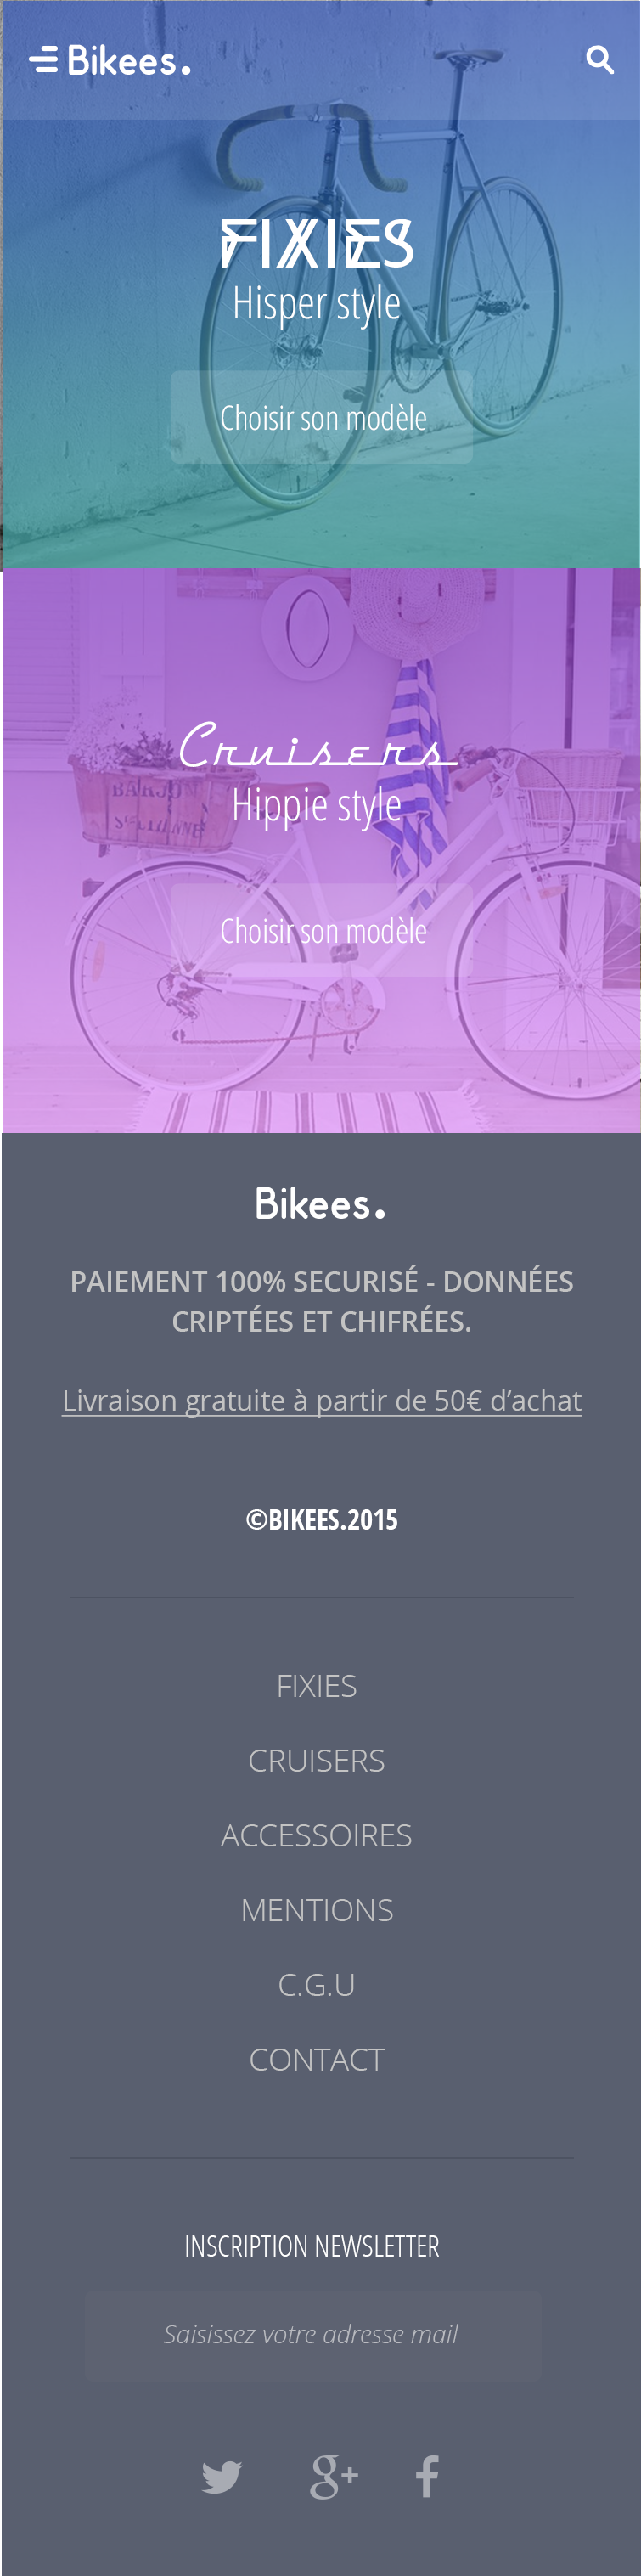 Bikees.
FIXIES
Hisper style
Choisir son modèle
Cruisers
Hippie style
Choisir son modèle
Bikees.
PAIEMENT 100% SECURISÉ - DONNÉES
CRIPTÉES ET CHIFRÉES.
Livraison gratuite à partir de 50€ d’achat
©BIKEES.2015
FIXIES
CRUISERS
ACCESSOIRES
MENTIONS
C.G.U
CONTACT
INSCRIPTION NEWSLETTER
Saisissez votre adresse mail
g+